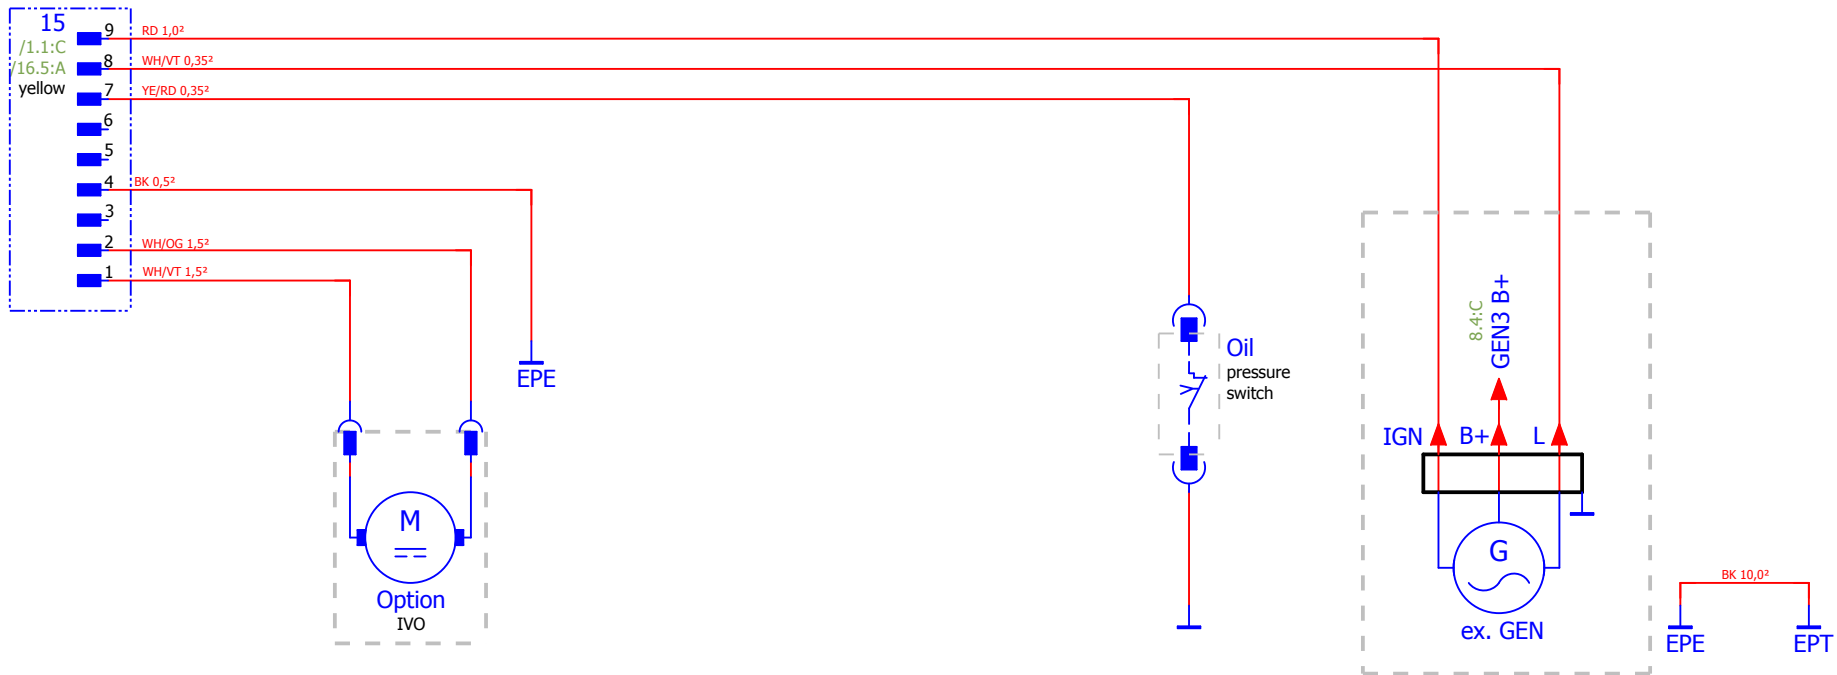 15
/1.1:C
/16.5:A
yellow
9
RD 1,0²
8
WH/VT 0,35²
7
YE/RD 0,35²
6
5
4
BK 0,5²
3
2
WH/OG 1,5²
1
WH/VT 1,5²
EPE
M
Option
IVO
Oil
pressure
switch
8.4:C
GEN3 B+
IGN
B+
L
G
ex. GEN
BK 10,0²
EPE
EPT